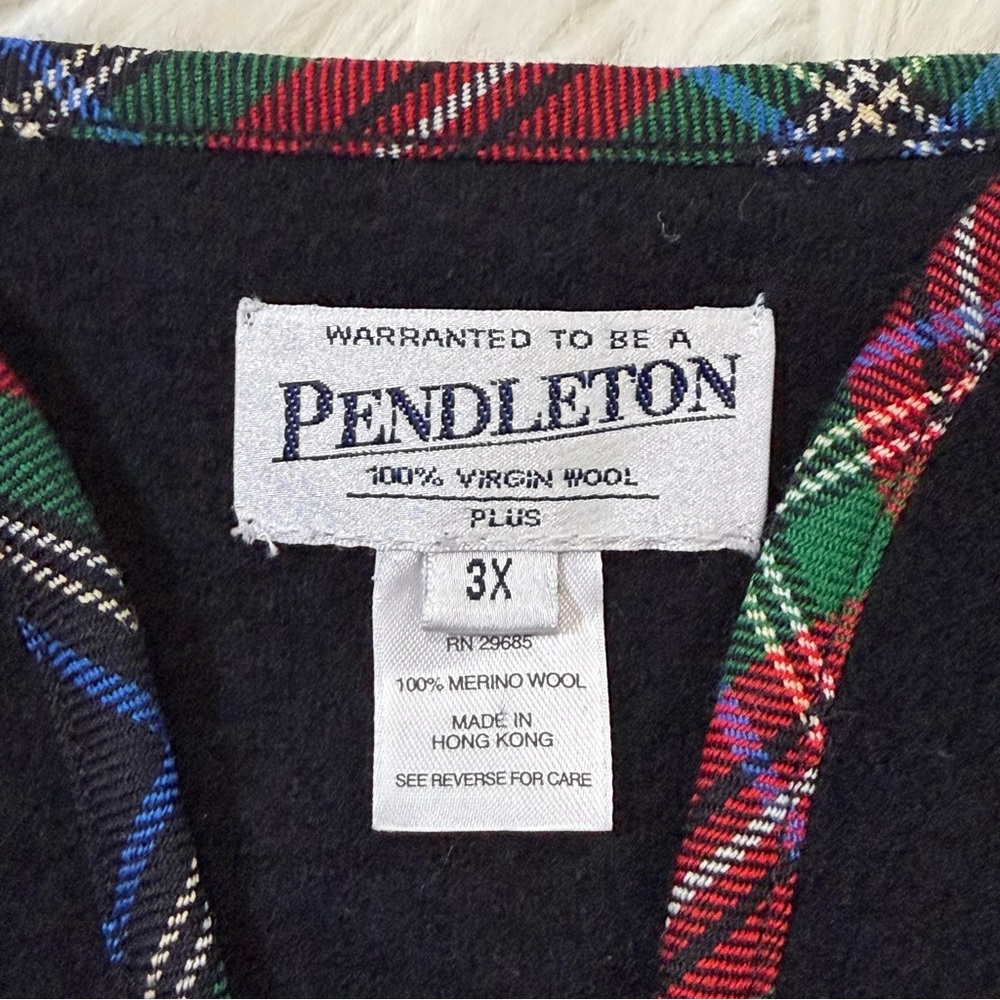 WARRANTED TO BE A
PENDLETON
100% VIRGIN WOOL
PLUS
3X
RN 29685
100% MERINO WOOL
MADE IN
HONG KONG
SEE REVERSE FOR CARE